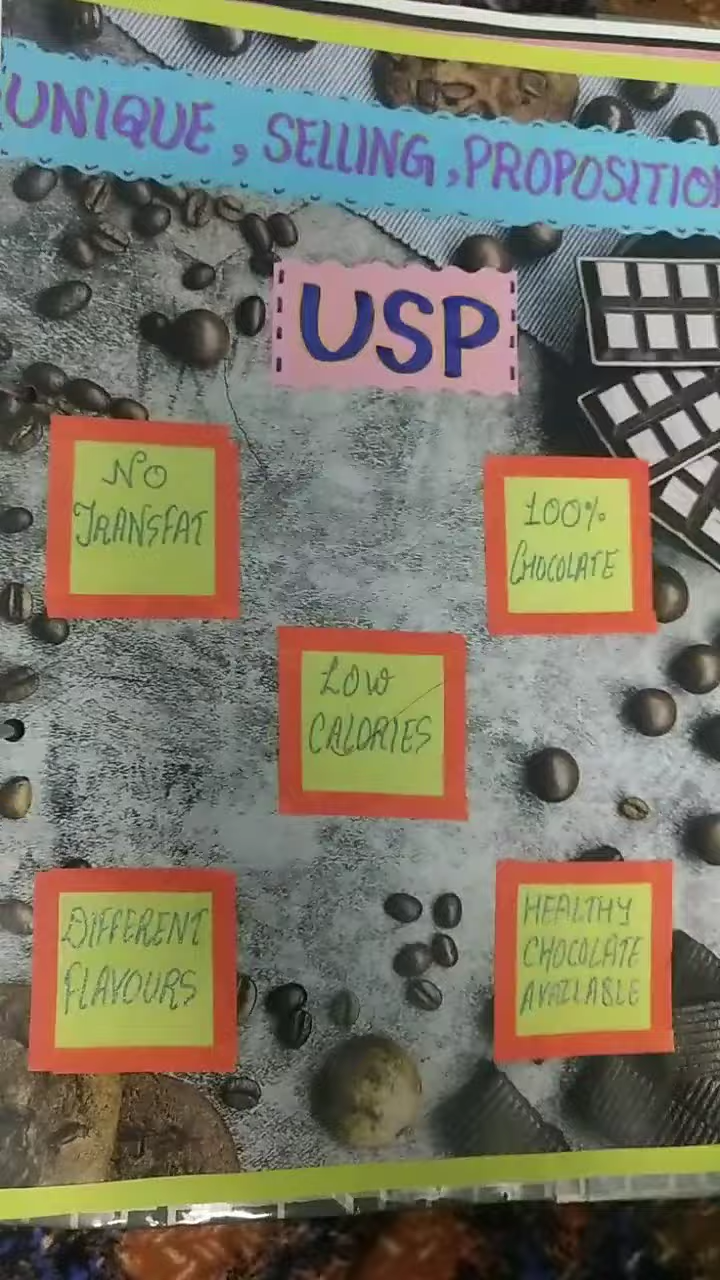 UNIQUE, SELLING, PROPOSITION
USP
NO
TRANSFAT
100%
CHOCOLATE
LOW
CALORIES
DIFFERENT
FLAVOURS
HEALTHY
CHOCOLATE
AVAILABLE